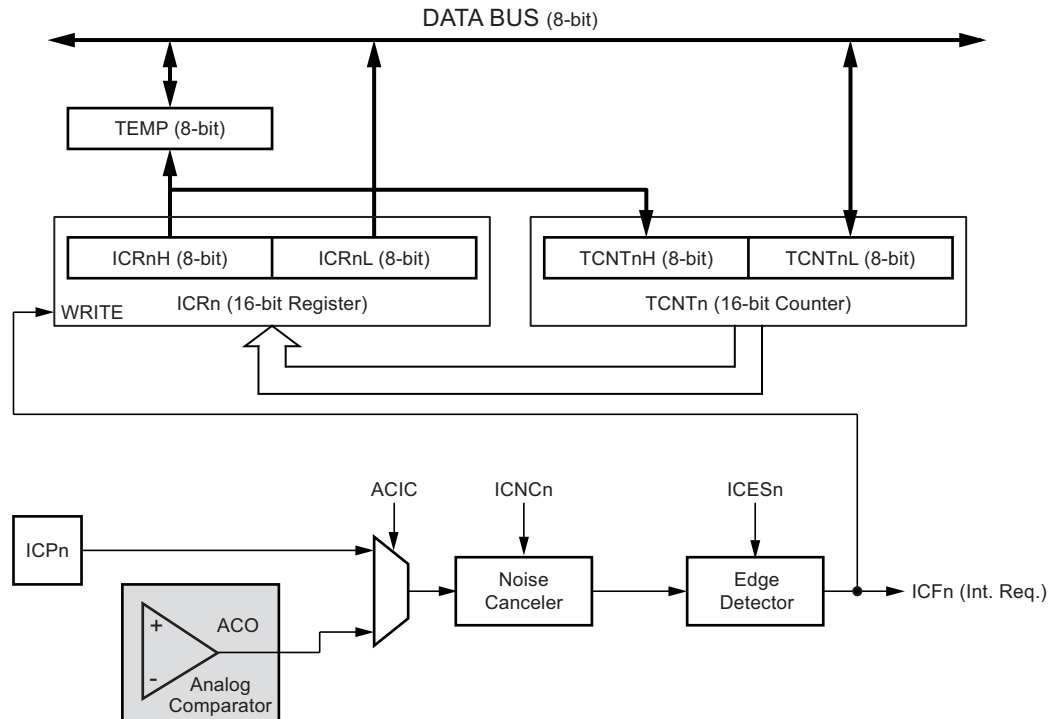 DATA BUS (8-bit)
TEMP (8-bit)
ICRnH (8-bit)
ICRnL (8-bit)
TCNTnH (8-bit)
TCNTnL (8-bit)
WRITE
ICRn (16-bit Register)
TCNTn (16-bit Counter)
ACIC
ICNCn
ICESn
ICPn
Noise
Canceler
Edge
Detector
ICFn (Int. Req.)
+
ACO
-
Analog
Comparator